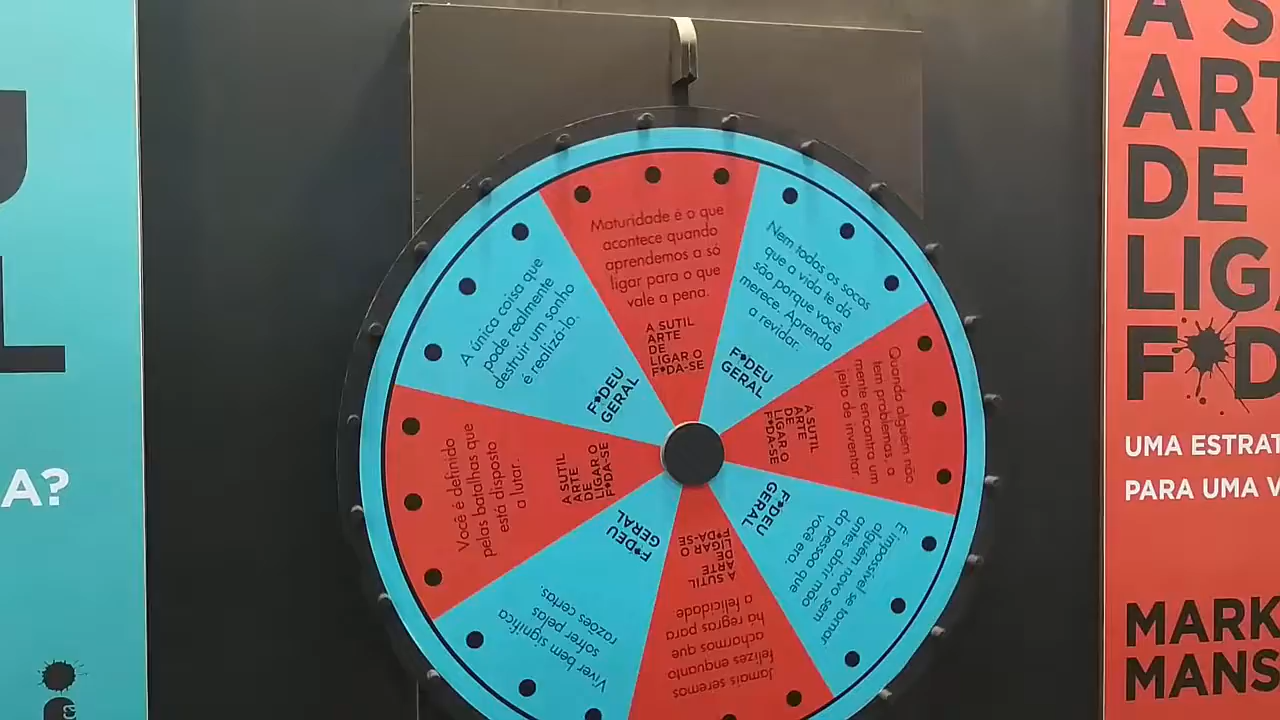 A?
Maturidade é o que
acontece quando
aprendemos a só
ligar para o que
vale a pena.
A SUTIL
ARTE
DE
LIGAR O
F*DA-SE
Nem todos os socos
que a vida te dá
são porque você
merece. Aprenda
a revidar.
F*DEU
GERAL
Quando alguém não
tem problemas, a
mente encontra um
jeito de inventar
A SUTIL
ARTE
DE
LIGAR O
F*DA-SE
É impossível se tornar
alguém novo sem
antes abrir mão
da pessoa que
você era.
F*DEU
GERAL
Jamais seremos
felizes enquanto
acharmos que
há regras para
a felicidade
A SUTIL
ARTE
DE
LIGAR O
F*DA-SE
Viver bem significa
sofrer pelas
razões certas.
F*DEU
GERAL
Você é definido
pelas batalhas que
está disposto
a lutar.
A SUTIL
ARTE
DE
LIGAR O
F*DA-SE
A única coisa que
pode realmente
destruir um sonho
é realizá-lo.
F*DEU
GERAL
A S
ART
DE
LIG
F*D
UMA ESTRAT
PARA UMA V
MARK
MANS